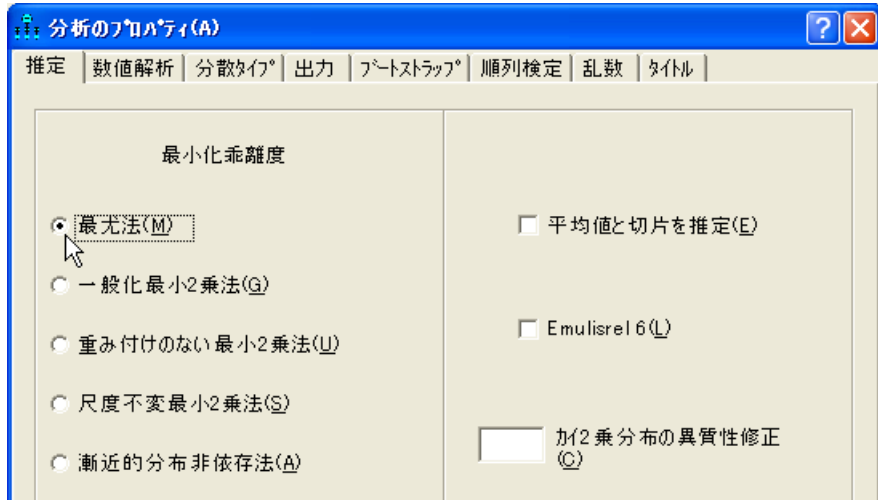 分析のﾌﾟﾛﾊﾟﾃｨ(A)
推定 数値解析 分散ﾀｲﾌﾟ 出力 ﾌﾞｰﾄｽﾄﾗｯﾌﾟ 順列検定 乱数 ﾀｲﾄﾙ
最小化乖離度
最尤法(M)
平均値と切片を推定(E)
一般化最小2乗法(G)
Emulisrel 6(L)
重み付けのない最小2乗法(U)
尺度不変最小2乗法(S)
ｶｲ2乗分布の異質性修正
(C)
漸近的分布非依存法(A)